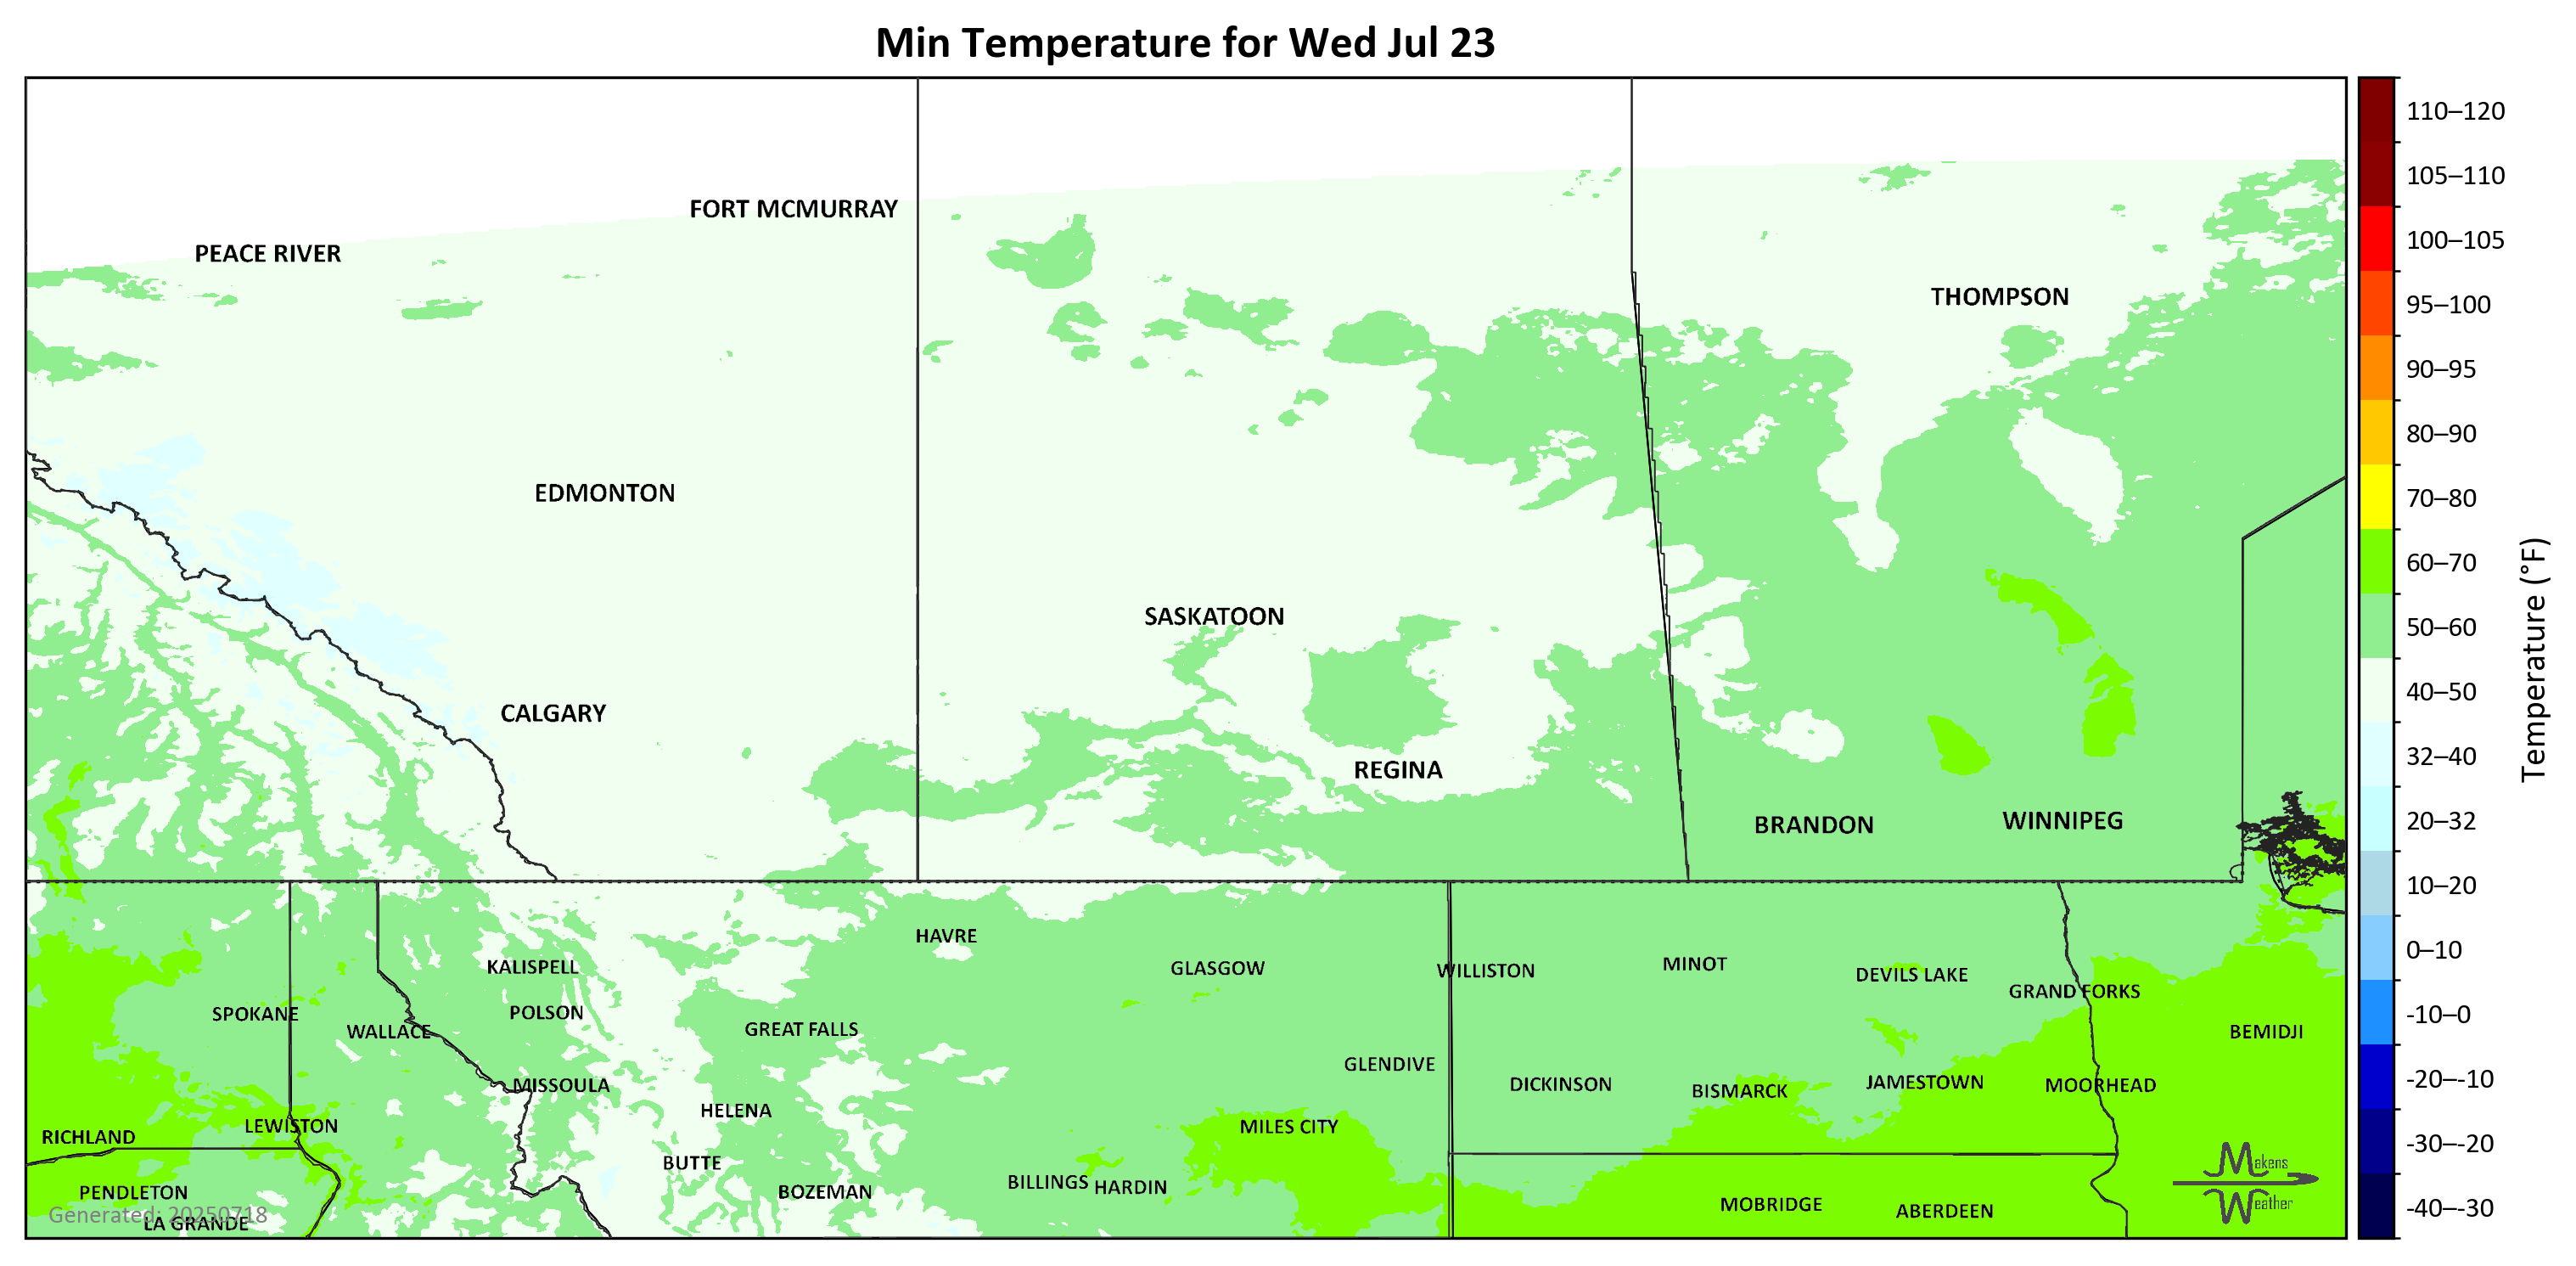 Min Temperature for Wed Jul 23
110–120
105–110
100–105
95–100
90–95
80–90
70–80
60–70
50–60
40–50
32–40
20–32
10–20
0–10
-10–0
-20–-10
-30–-20
-40–-30
Temperature (°F)
FORT MCMURRAY
PEACE RIVER
THOMPSON
EDMONTON
SASKATOON
CALGARY
REGINA
BRANDON
WINNIPEG
HAVRE
KALISPELL
GLASGOW
WILLISTON
MINOT
DEVILS LAKE
GRAND FORKS
SPOKANE
POLSON
WALLACE
GREAT FALLS
BEMIDJI
GLENDIVE
MISSOULA
DICKINSON
BISMARCK
JAMESTOWN
MOORHEAD
HELENA
LEWISTON
MILES CITY
RICHLAND
BUTTE
BILLINGS
HARDIN
BOZEMAN
PENDLETON
MOBRIDGE
ABERDEEN
LA GRANDE
Generated: 20250718
Makens
Weather